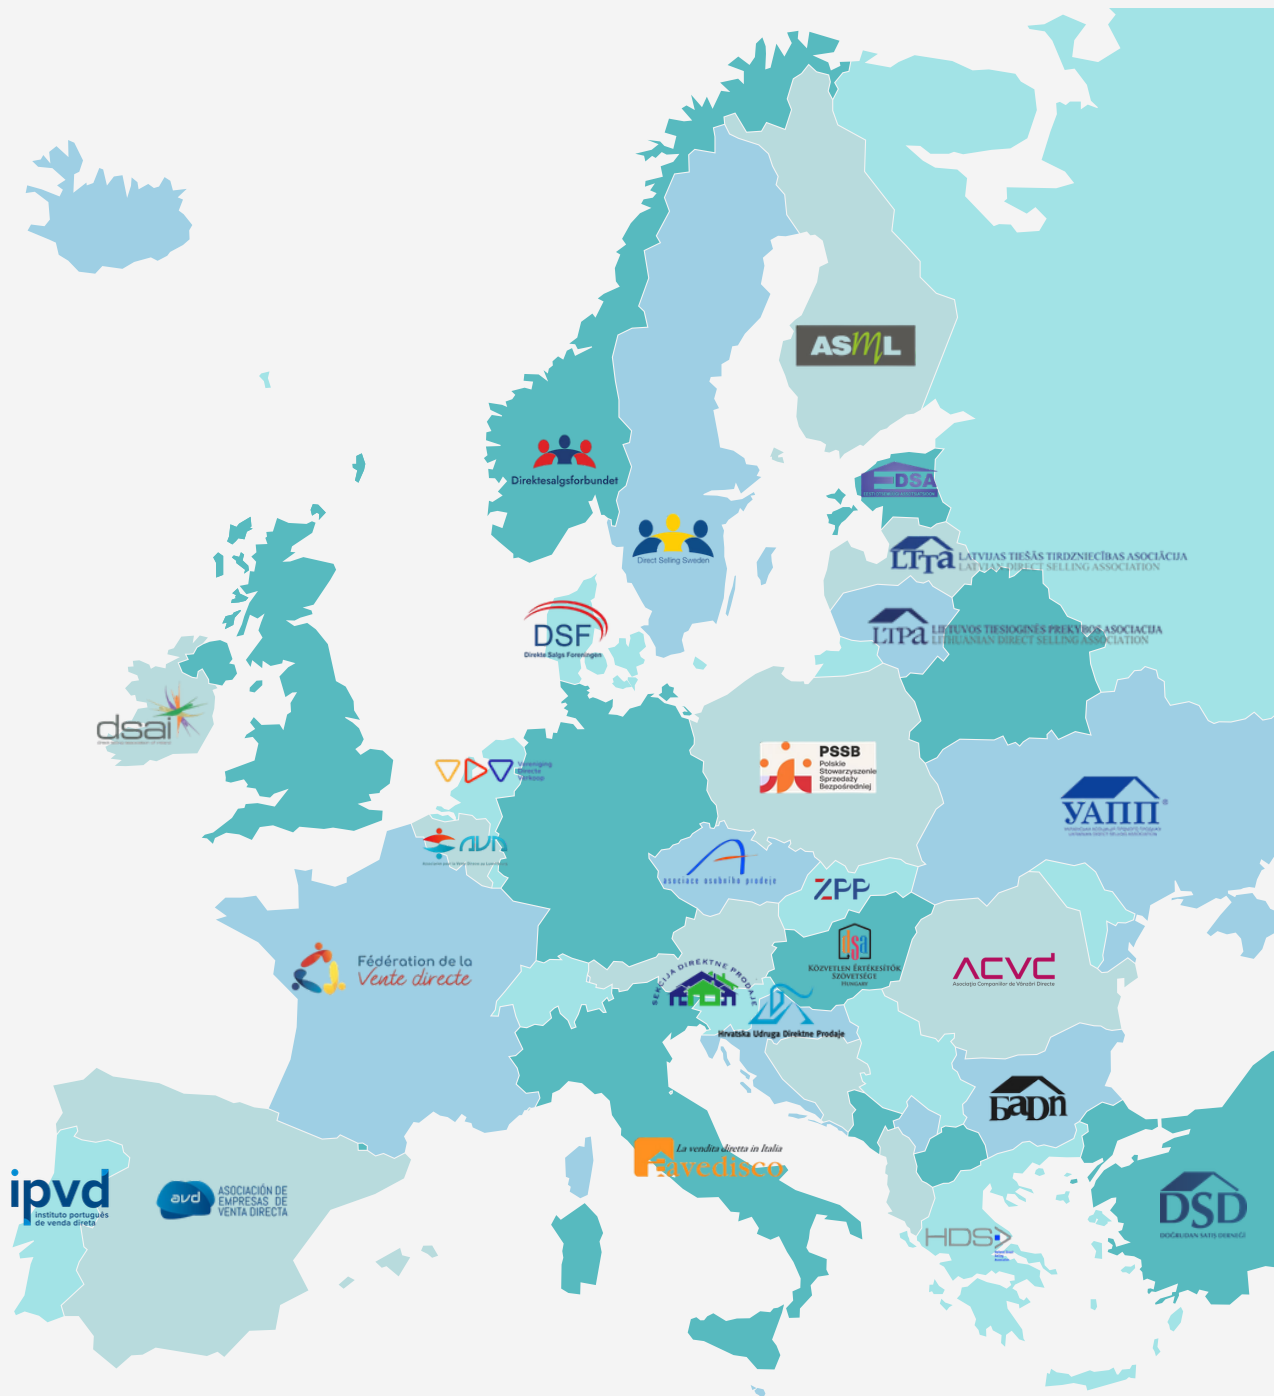 ASML
Direktesalgsforbundet
DSA
Direct Selling Sweden
LTTa
LATVIJAS TIEŠĀS TIRDZNIECĪBAS ASOCIĀCIJA
LATVIAN DIRECT SELLING ASSOCIATION
DSF
Direkte Salgs Foreningen
LTPa
LIETUVOS TIESIOGINĖS PREKYBOS ASOCIACIJA
LITHUANIAN DIRECT SELLING ASSOCIATION
dsai
Vereniging
Directe
Verkoop
PSSB
Polskie
Stowarzyszenie
Sprzedaży
Bezpośredniej
УАПП
AVD
asociace osobního prodeje
ZPP
dsa
KÖZVETLEN ÉRTÉKESÍTŐK
SZÖVETSÉGE
HUNGARY
Fédération de la
Vente directe
SEKCIJA DIREKTNE PRODAJE
ACVD
Asociația Companiilor de Vânzări Directe
Hrvatska Udruga Direktne Prodaje
БАDП
La vendita diretta in Italia
avedisco
ipvd
instituto português
de venda direta
avd
ASOCIACIÓN DE
EMPRESAS DE
VENTA DIRECTA
DSD
DOĞRUDAN SATIŞ DERNEĞİ
HDS